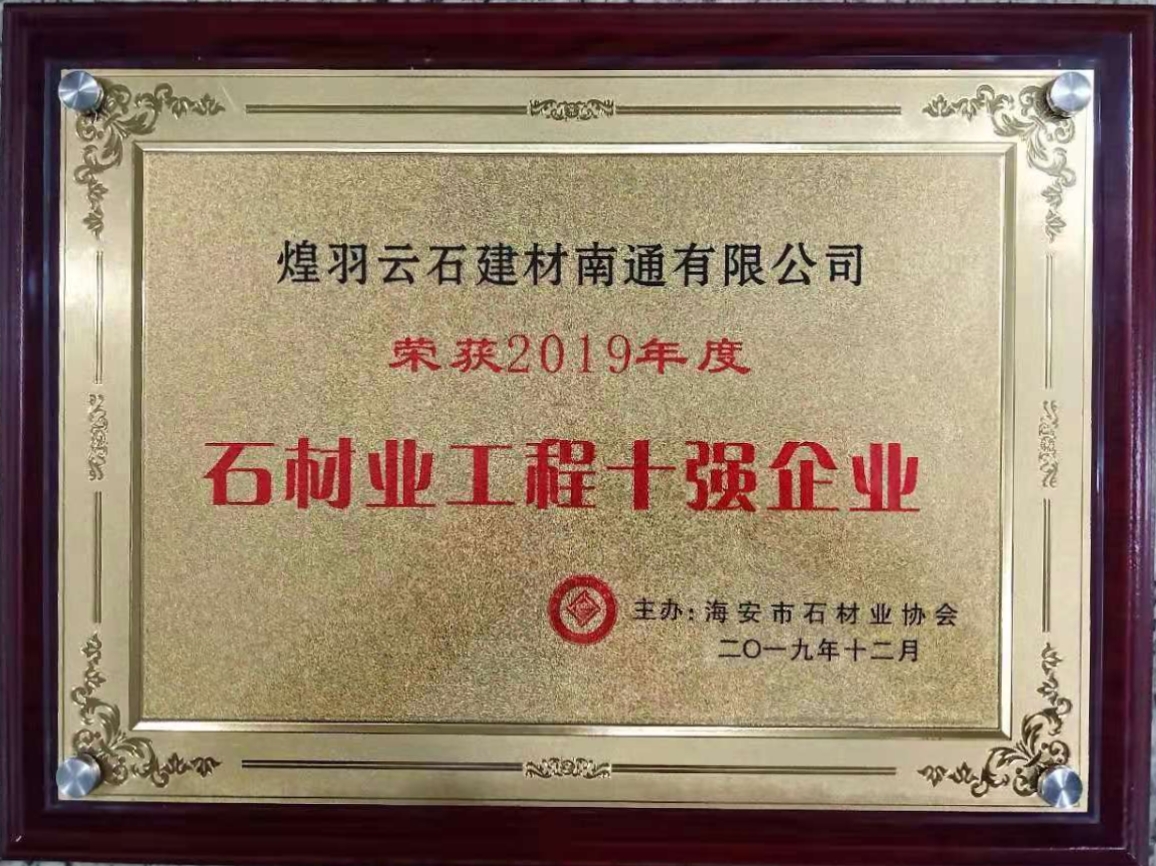 煌羽云石建材南通有限公司
荣获2019年度
石材业工程十强企业
主办:海安市石材业协会
二〇一九年十二月